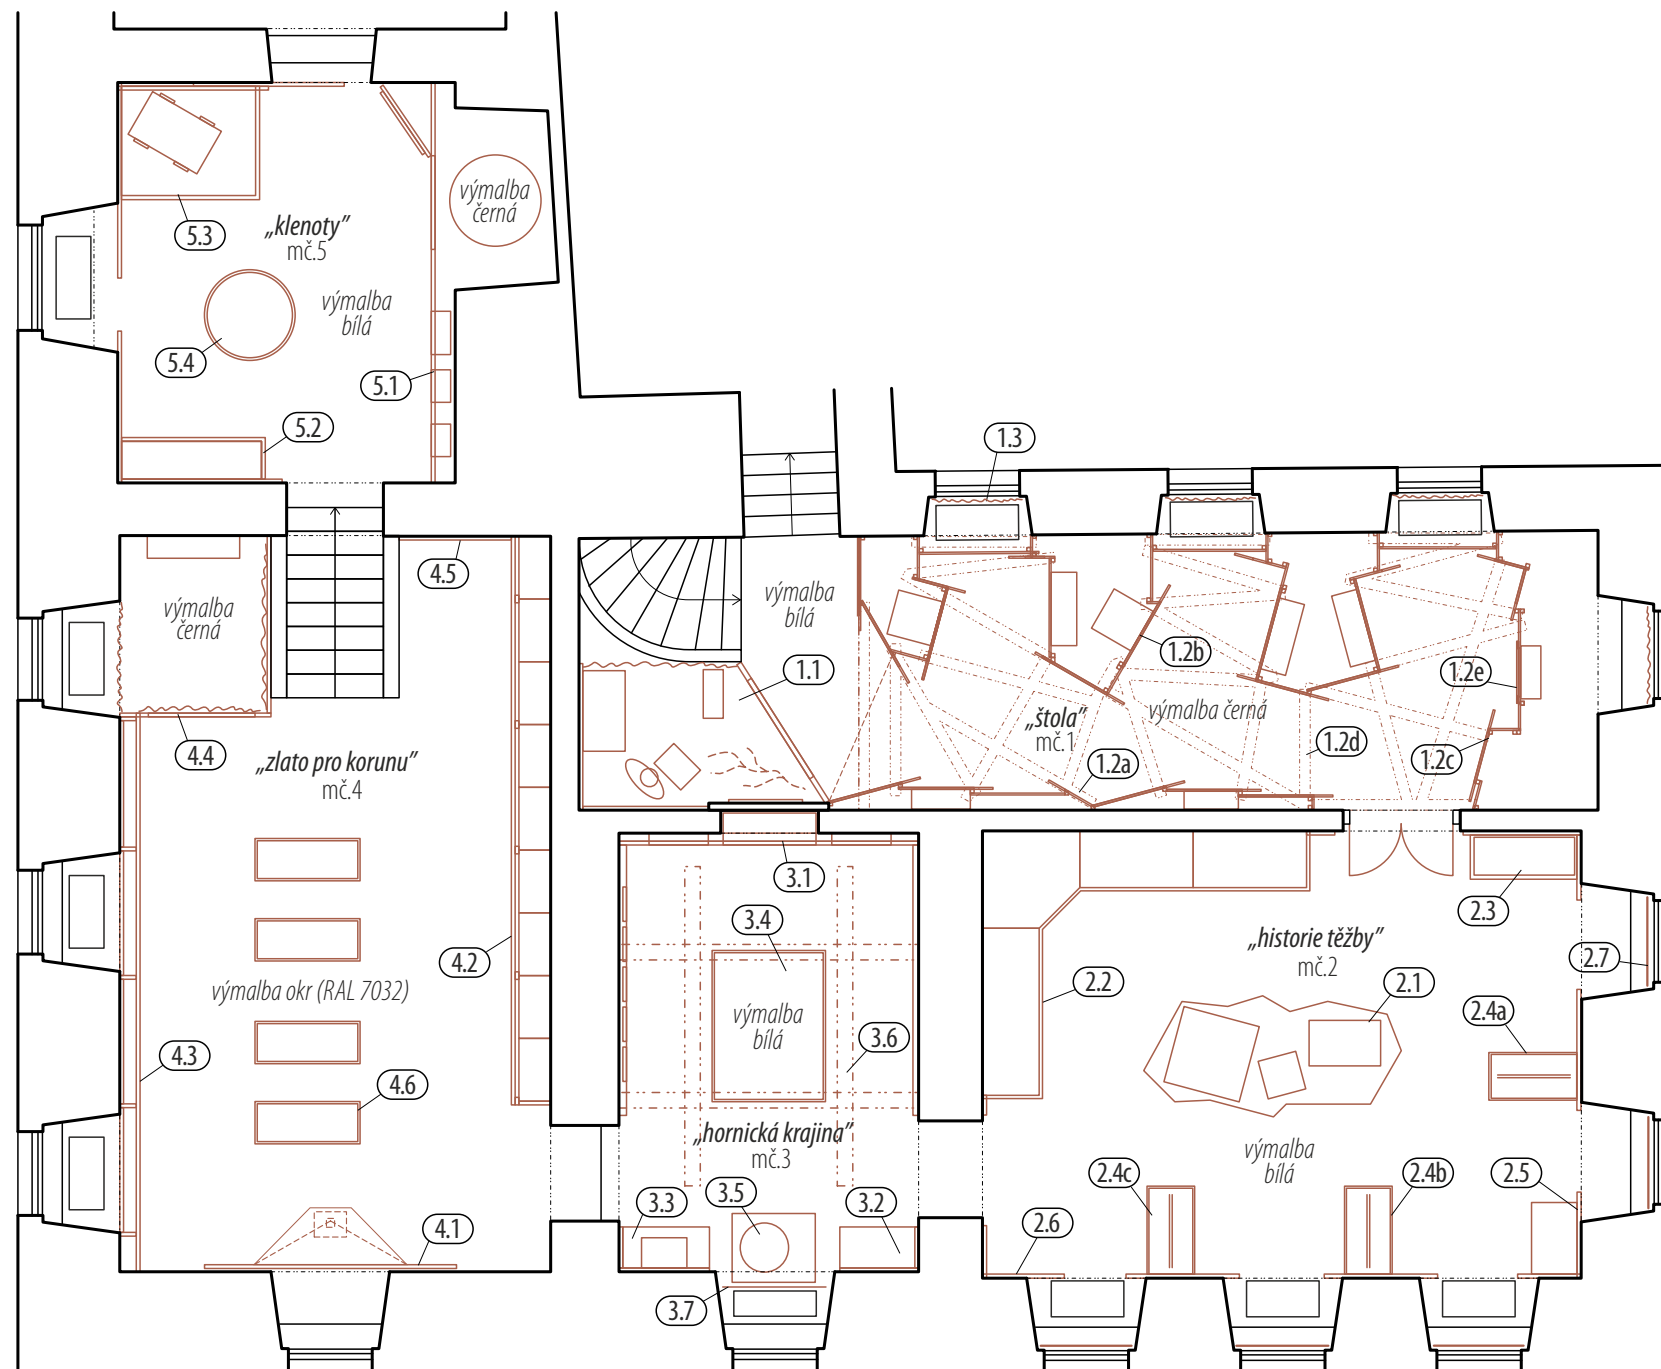 výmalba
černá
5.3
„klenoty”
mč.5
výmalba
bílá
5.4
5.1
5.2
1.3
4.5
výmalba
černá
výmalba
bílá
1.1
1.2b
1.2e
„štola”
mč.1
výmalba černá
1.2a
1.2d
1.2c
4.4
„zlato pro korunu”
mč.4
3.1
2.3
3.4
„historie těžby”
mč.2
4.2
2.7
výmalba okr (RAL 7032)
2.2
2.1
výmalba
bílá
2.4a
3.6
4.3
4.6
„hornická krajina”
mč.3
výmalba
bílá
2.4c
2.4b
2.5
3.3
3.5
3.2
4.1
2.6
3.7